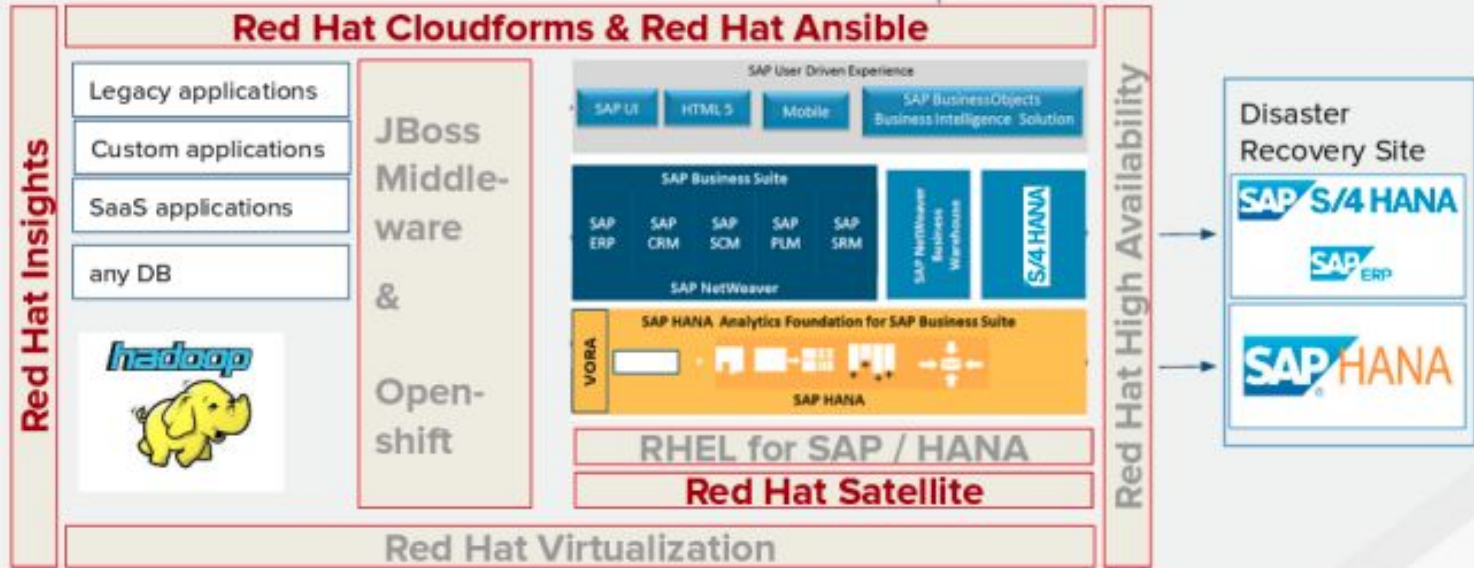 Red Hat Cloudforms & Red Hat Ansible
Red Hat Insights
Legacy applications
Custom applications
SaaS applications
any DB
hadoop
JBoss
Middle-
ware
&
Open-
shift
SAP User Driven Experience
SAP UI
HTML 5
Mobile
SAP BusinessObjects
Business Intelligence Solution
SAP Business Suite
SAP
ERP
SAP
CRM
SAP
SCM
SAP
PLM
SAP
SRM
SAP NetWeaver
SAP NetWeaver
Business
Warehouse
S/4HANA
SAP HANA Analytics Foundation for SAP Business Suite
VORA
SAP HANA
RHEL for SAP / HANA
Red Hat Satellite
Red Hat Virtualization
Red Hat High Availability
Disaster
Recovery Site
SAP S/4 HANA
SAP ERP
SAP HANA